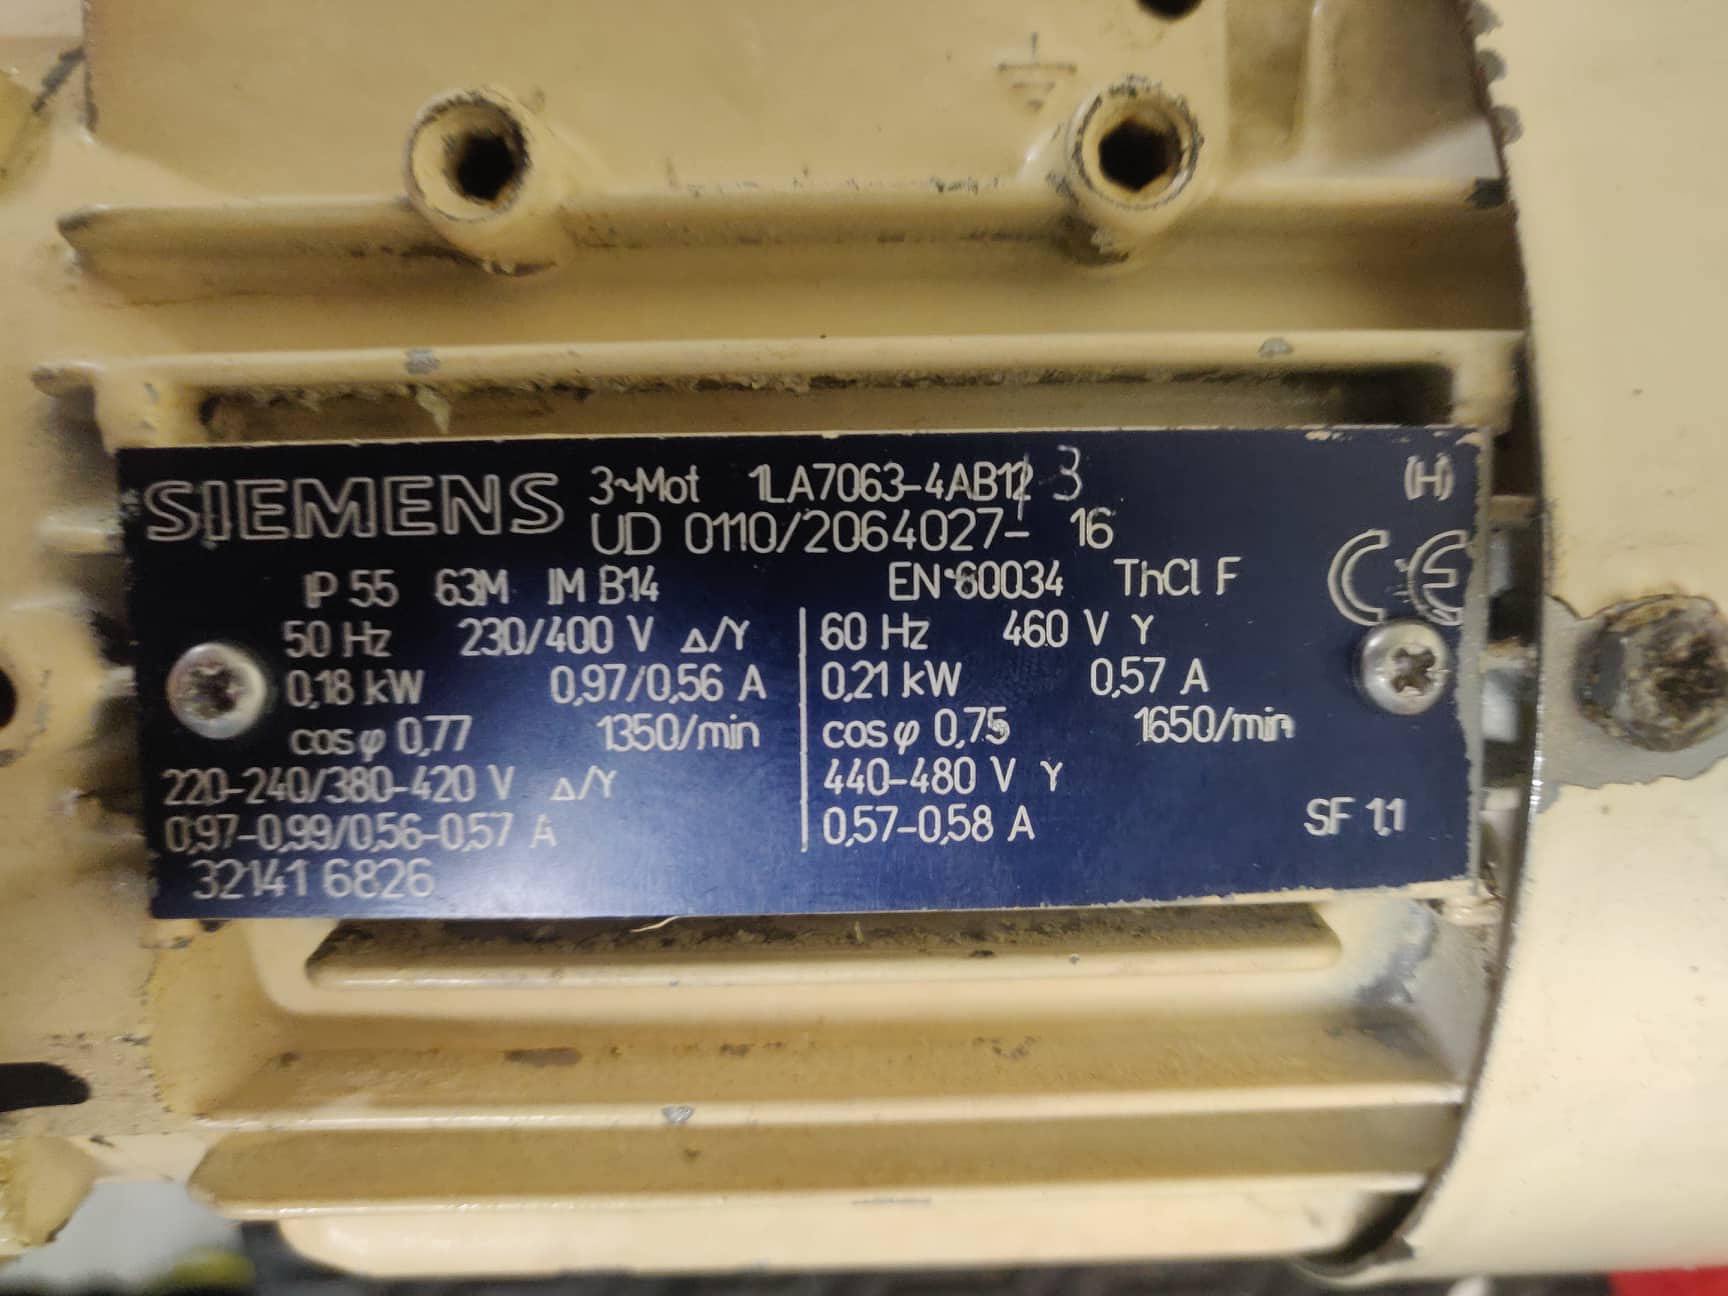 SIEMENS 3~Mot 1LA7063-4AB12 3 (H)
UD 0110/2064027- 16
IP 55 63M IM B14 EN 60034 ThCl F CE
50 Hz 230/400 V Δ/Y 60 Hz 460 V Y
0,18 kW 0,97/0,56 A 0,21 kW 0,57 A
cosφ 0,77 1350/min cosφ 0,75 1650/min
220-240/380-420 V Δ/Y 440-480 V Y
0,97-0,99/0,56-0,57 A 0,57-0,58 A SF 1,1
32141 6826